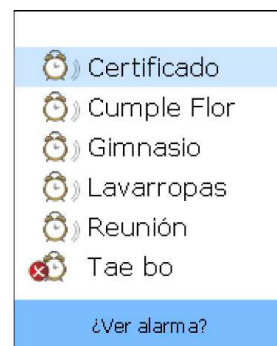 Certificado
Cumple Flor
Gimnasio
Lavarropas
Reunión
Tae bo
¿Ver alarma?